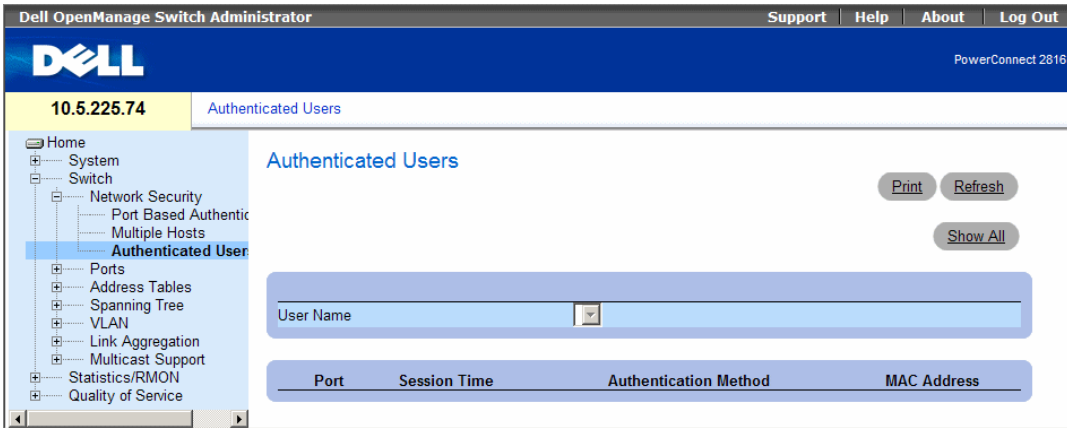 Dell OpenManage Switch Administrator
Support Help About Log Out
DELL
PowerConnect 2816
10.5.225.74
Authenticated Users
Home
System
Switch
Network Security
Port Based Authentic
Multiple Hosts
Authenticated User
Ports
Address Tables
Spanning Tree
VLAN
Link Aggregation
Multicast Support
Statistics/RMON
Quality of Service
Authenticated Users
Print Refresh
Show All
User Name
Port Session Time Authentication Method MAC Address